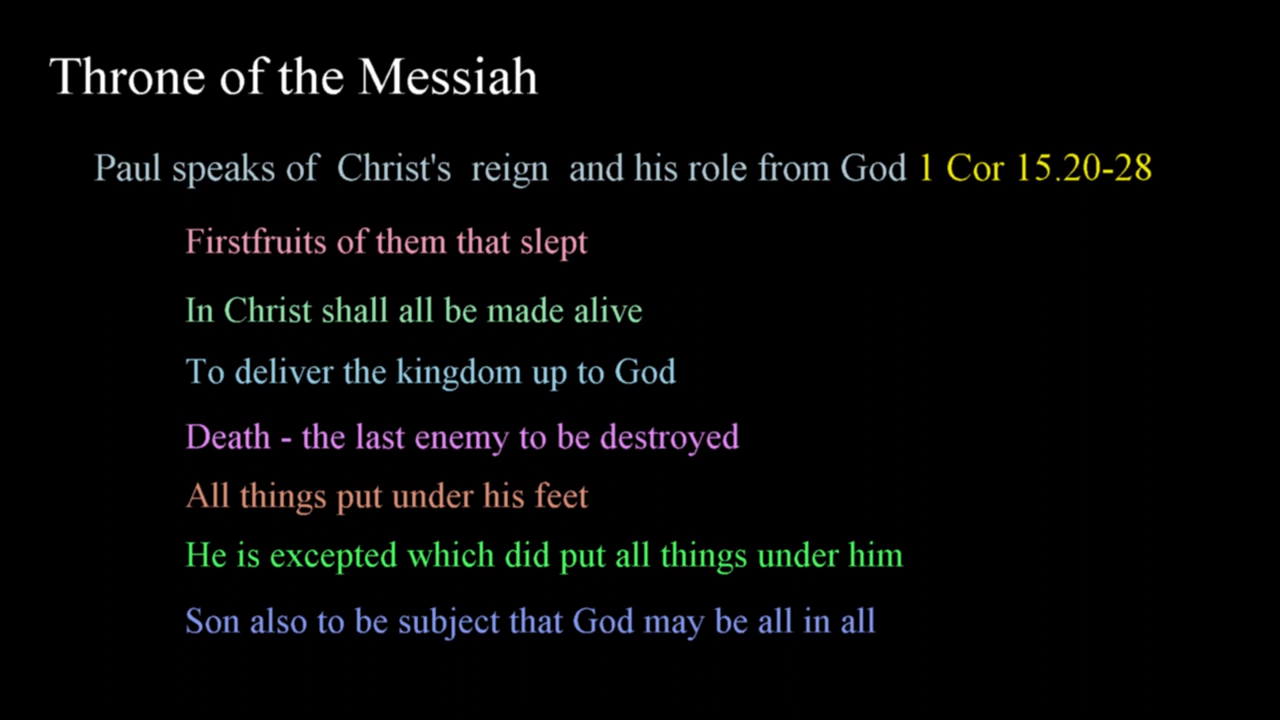 Throne of the Messiah
Paul speaks of Christ's reign and his role from God 1 Cor 15.20-28
Firstfruits of them that slept
In Christ shall all be made alive
To deliver the kingdom up to God
Death - the last enemy to be destroyed
All things put under his feet
He is excepted which did put all things under him
Son also to be subject that God may be all in all